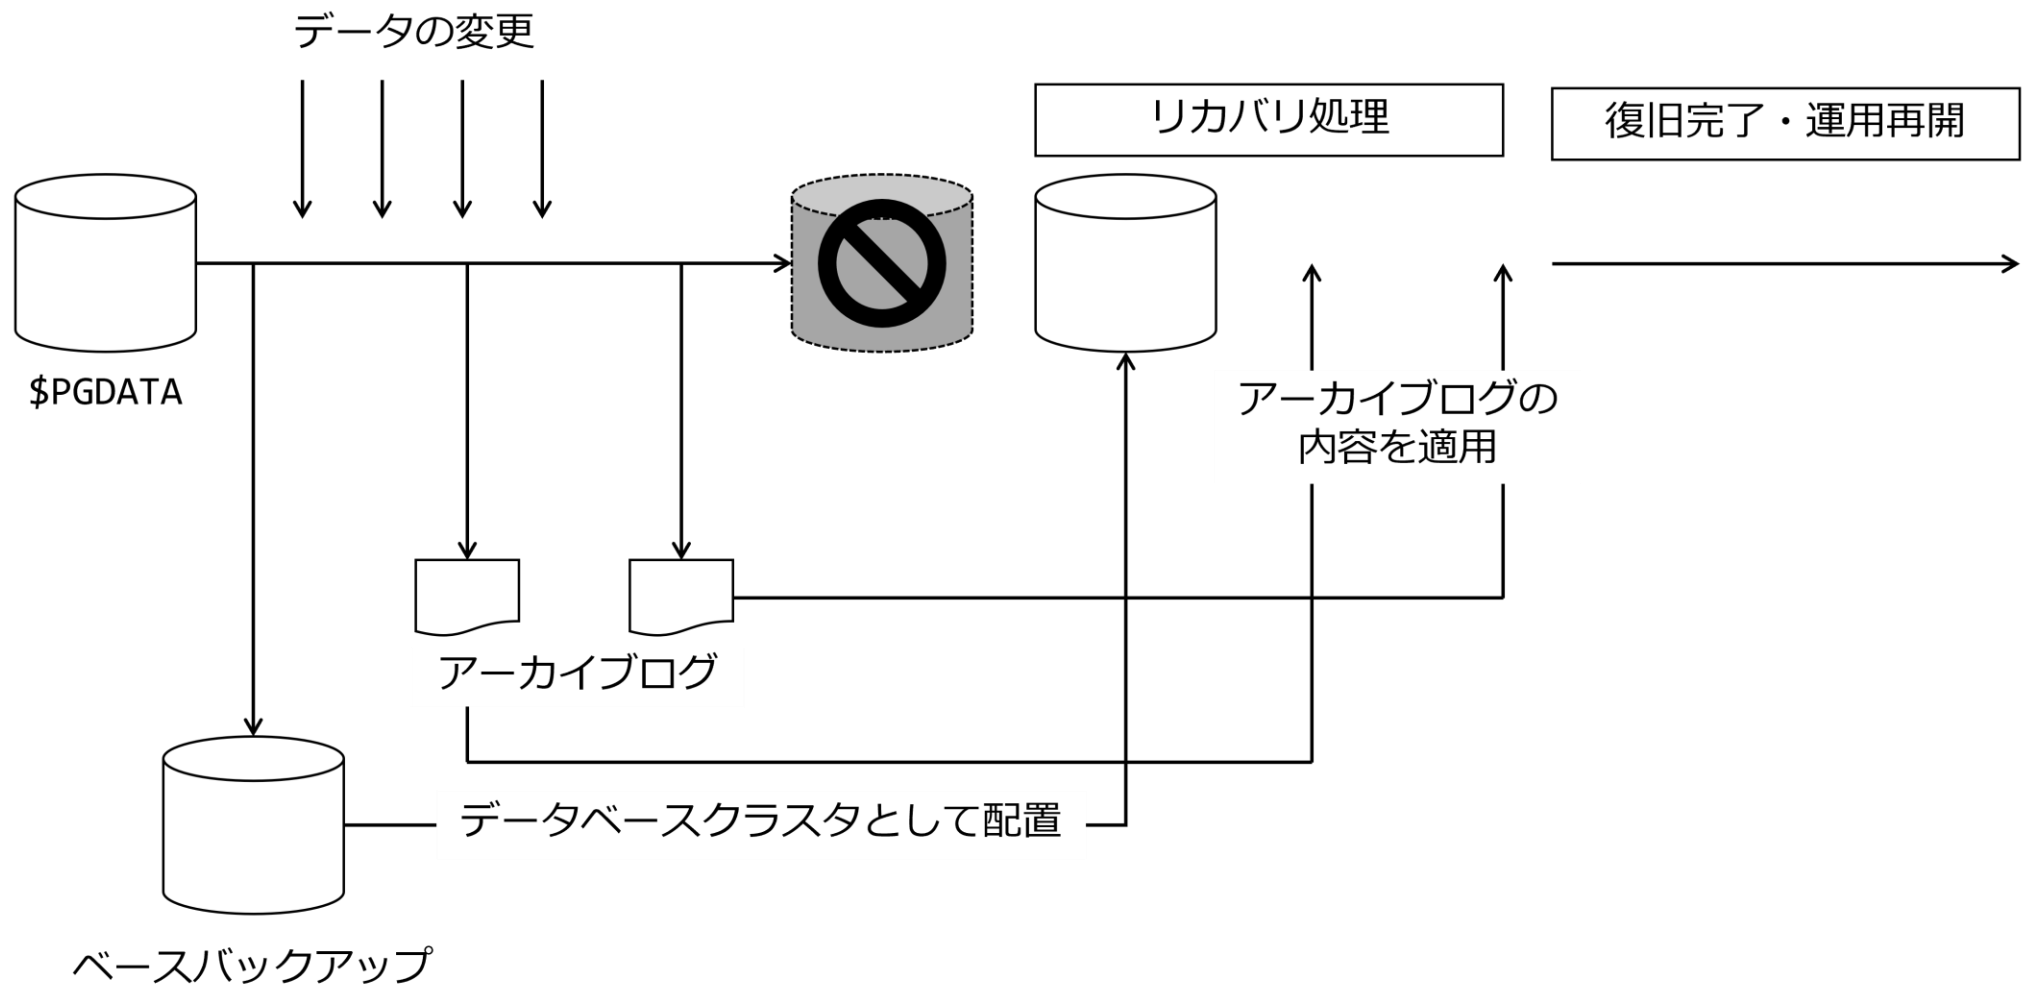 データの変更
リカバリ処理
復旧完了・運用再開
$PGDATA
アーカイブログの
内容を適用
アーカイブログ
データベースクラスタとして配置
ベースバックアップ